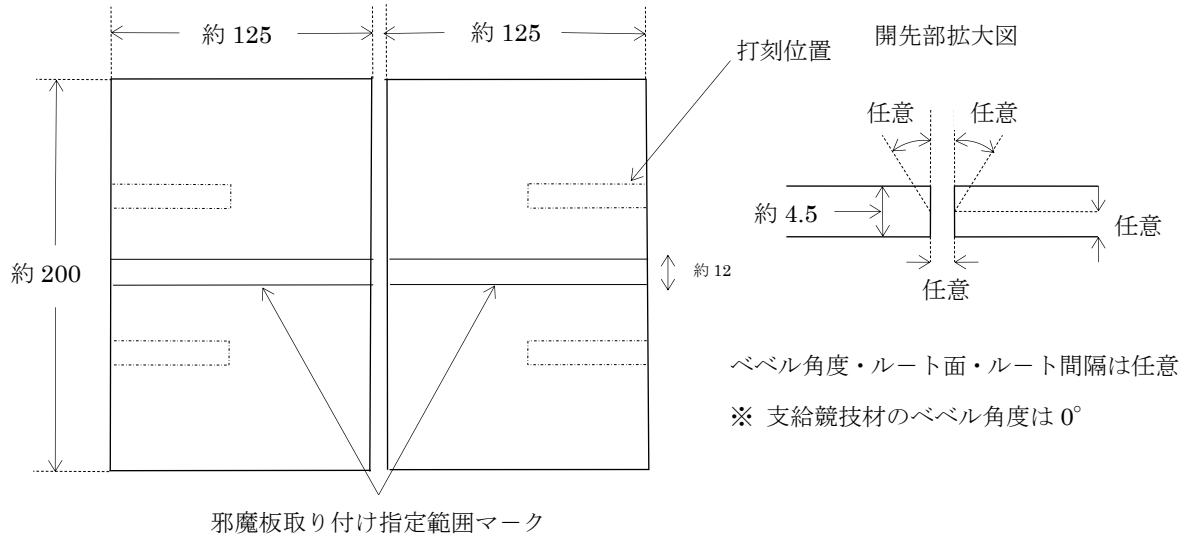 約 125
約 125
打刻位置
開先部拡大図
任意
任意
約 4.5
任意
約 200
約 12
任意
ベベル角度・ルート面・ルート間隔は任意
※ 支給競技材のベベル角度は 0°
邪魔板取り付け指定範囲マーク